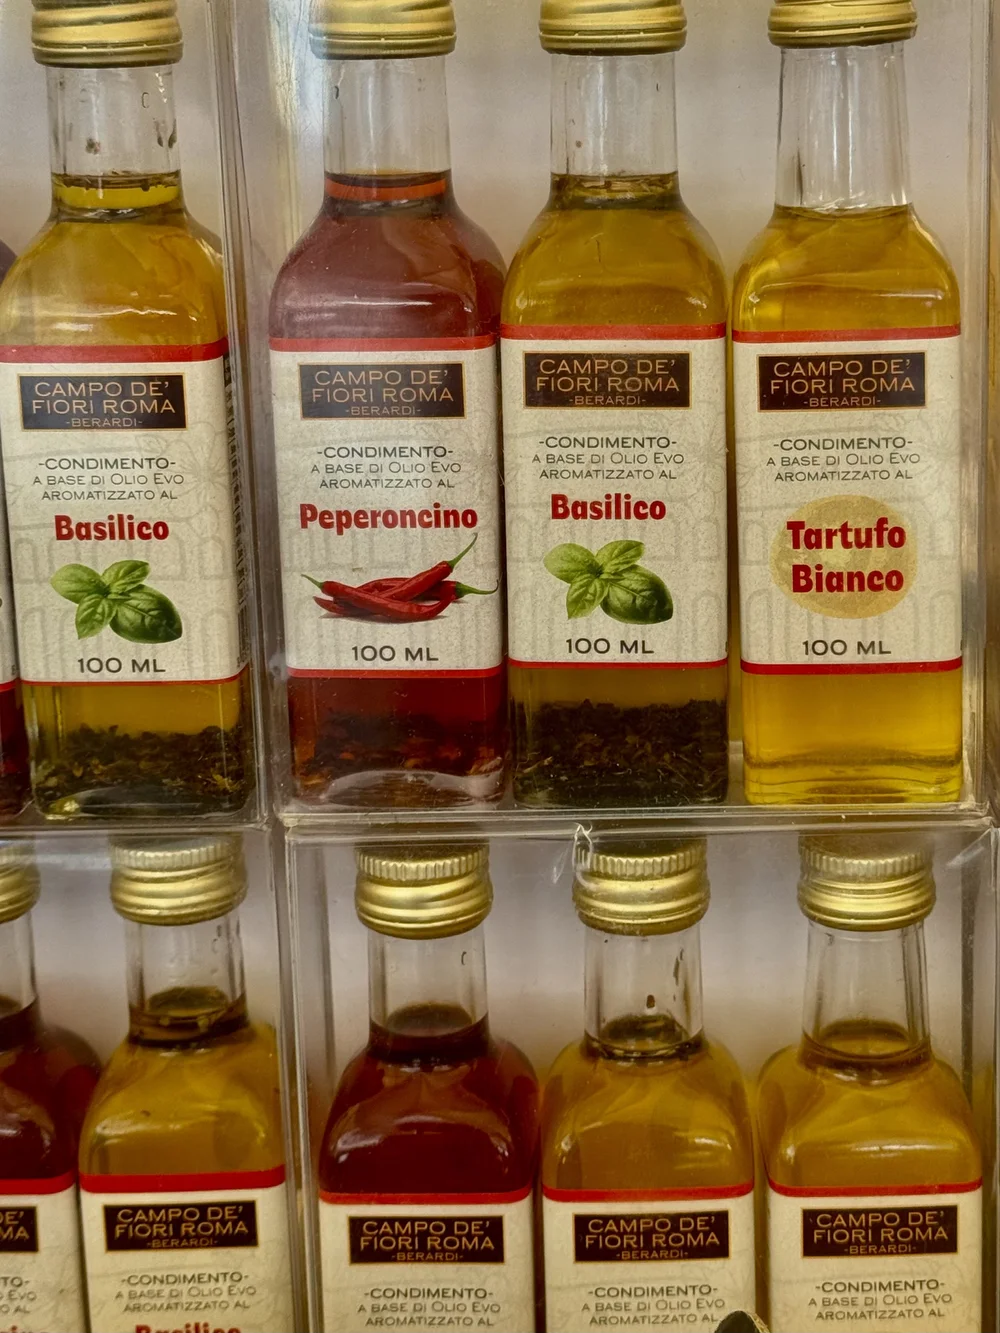 CAMPO DE'
FIORI ROMA
-BERARDI-
-CONDIMENTO-
A BASE DI OLIO EVO
AROMATIZZATO AL
Basilico
100 ML
CAMPO DE'
FIORI ROMA
-BERARDI-
-CONDIMENTO-
A BASE DI OLIO EVO
AROMATIZZATO AL
Peperoncino
100 ML
CAMPO DE'
FIORI ROMA
-BERARDI-
-CONDIMENTO-
A BASE DI OLIO EVO
AROMATIZZATO AL
Basilico
100 ML
CAMPO DE'
FIORI ROMA
-BERARDI-
-CONDIMENTO-
A BASE DI OLIO EVO
AROMATIZZATO AL
Tartufo
Bianco
100 ML
CAMPO DE'
FIORI ROMA
-BERARDI-
-CONDIMENTO-
A BASE DI OLIO EVO
AROMATIZZATO AL
Basilico
CAMPO DE'
FIORI ROMA
-BERARDI-
-CONDIMENTO-
A BASE DI OLIO EVO
AROMATIZZATO AL
CAMPO DE'
FIORI ROMA
-BERARDI-
-CONDIMENTO-
A BASE DI OLIO EVO
AROMATIZZATO AL
CAMPO DE'
FIORI ROMA
-BERARDI-
-CONDIMENTO-
A BASE DI OLIO EVO
AROMATIZZATO AL